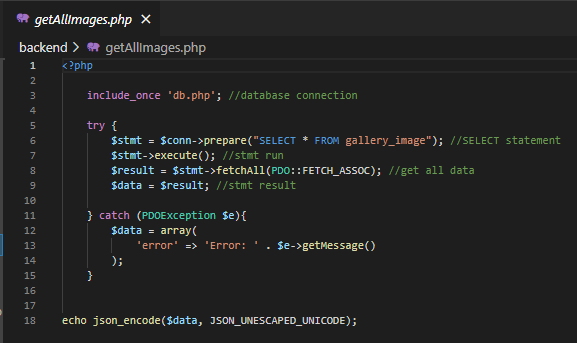 getAllImages.php ×
backend > getAllImages.php
1 <?php
2
3 include_once 'db.php'; //database connection
4
5 try {
6 $stmt = $conn->prepare("SELECT * FROM gallery_image"); //SELECT statement
7 $stmt->execute(); //stmt run
8 $result = $stmt->fetchAll(PDO::FETCH_ASSOC); //get all data
9 $data = $result; //stmt result
10
11 } catch (PDOException $e){
12 $data = array(
13 'error' => 'Error: ' . $e->getMessage()
14 );
15 }
16
17
18 echo json_encode($data, JSON_UNESCAPED_UNICODE);